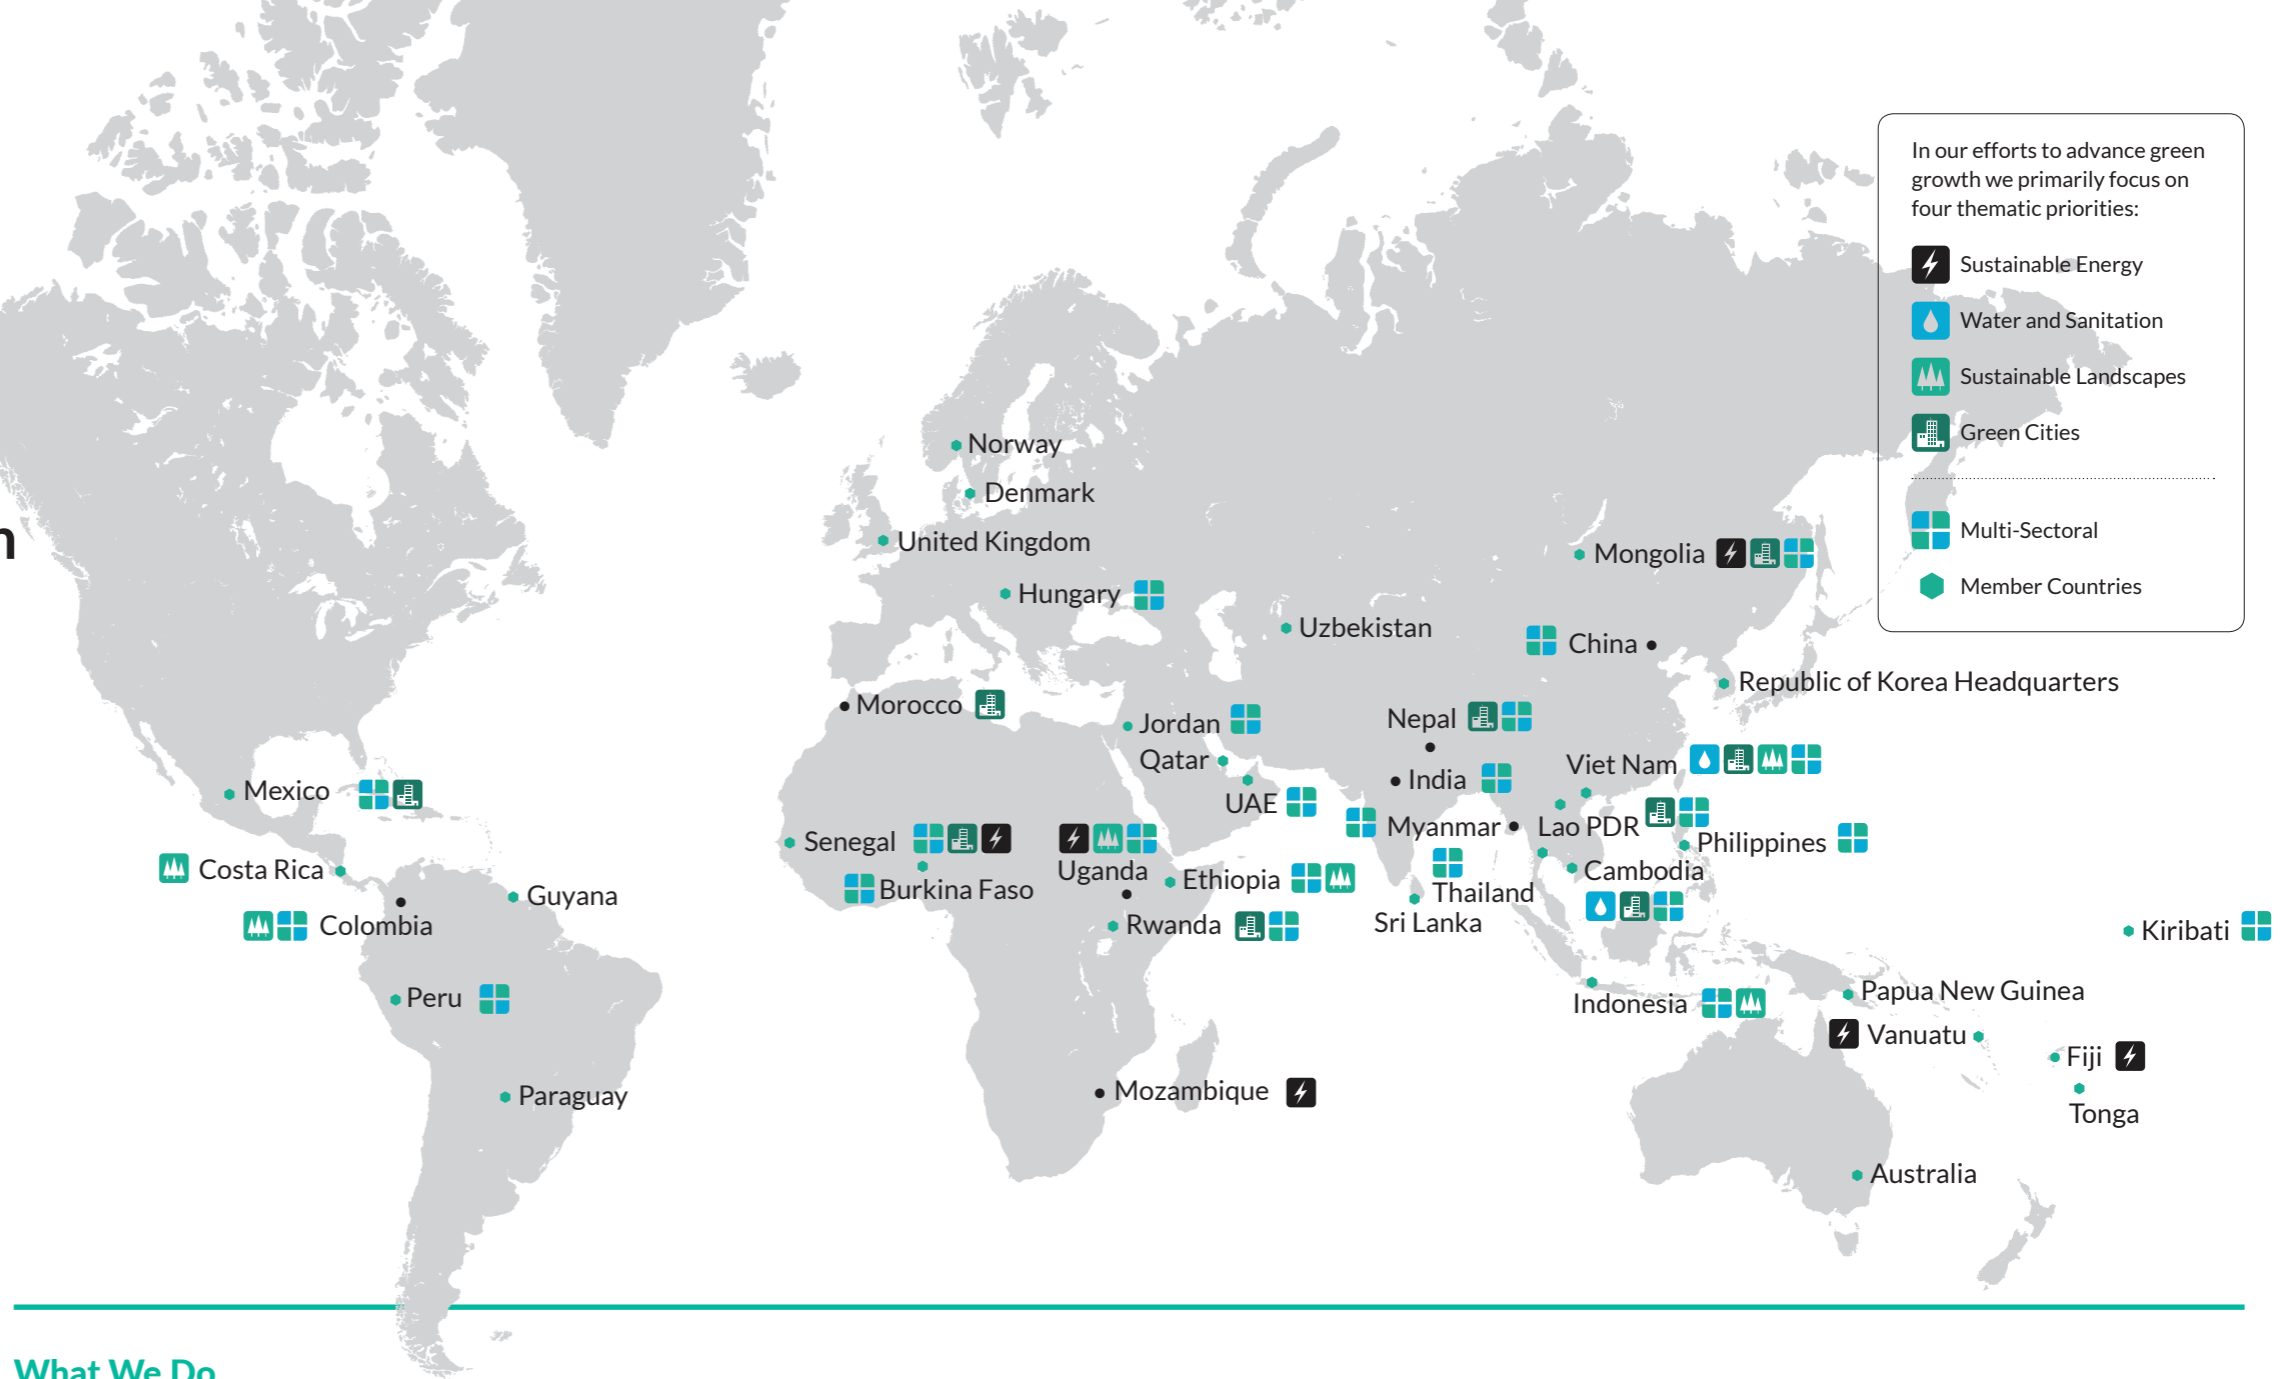 In our efforts to advance green
growth we primarily focus on
four thematic priorities:
Sustainable Energy
Water and Sanitation
Sustainable Landscapes
Green Cities
Multi-Sectoral
Member Countries
n
Norway
Denmark
United Kingdom
Hungary
Mongolia
Uzbekistan
China
Republic of Korea Headquarters
Morocco
Jordan
Nepal
Qatar
Viet Nam
India
Mexico
UAE
Myanmar
Lao PDR
Senegal
Philippines
Costa Rica
Uganda
Cambodia
Burkina Faso
Ethiopia
Thailand
Guyana
Colombia
Rwanda
Sri Lanka
Kiribati
Peru
Papua New Guinea
Indonesia
Vanuatu
Fiji
Paraguay
Mozambique
Tonga
Australia
What We Do